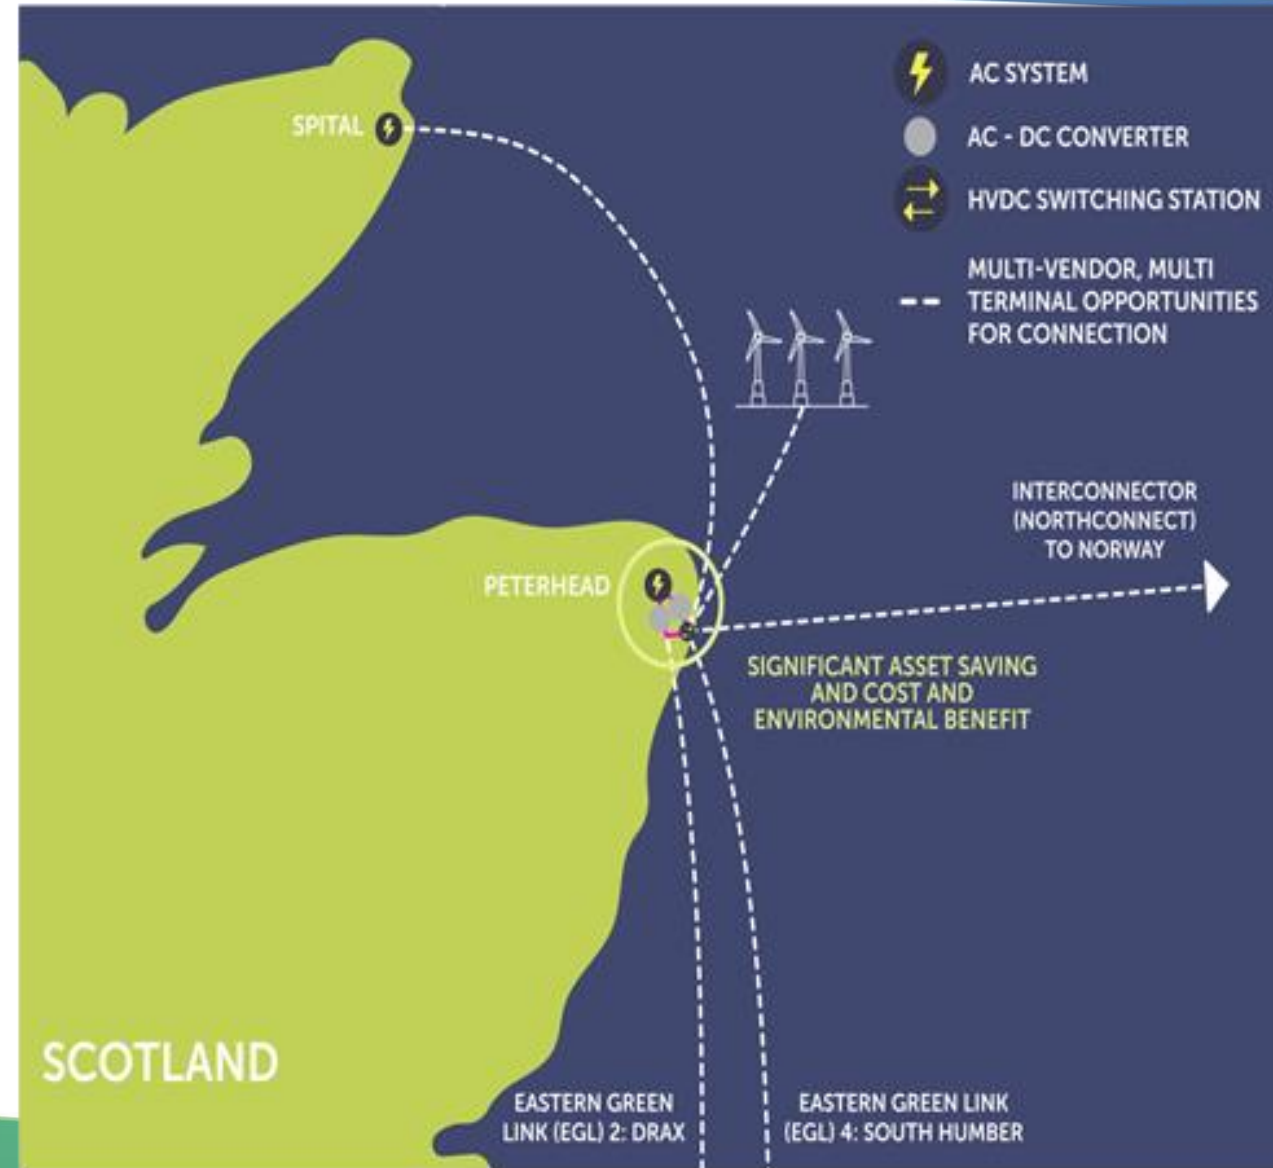 SPITAL
AC SYSTEM
AC - DC CONVERTER
HVDC SWITCHING STATION
MULTI-VENDOR, MULTI
TERMINAL OPPORTUNITIES
FOR CONNECTION
INTERCONNECTOR
(NORTHCONNECT)
TO NORWAY
PETERHEAD
SIGNIFICANT ASSET SAVING
AND COST AND
ENVIRONMENTAL BENEFIT
SCOTLAND
EASTERN GREEN
LINK (EGL) 2: DRAX
EASTERN GREEN LINK
(EGL) 4: SOUTH HUMBER